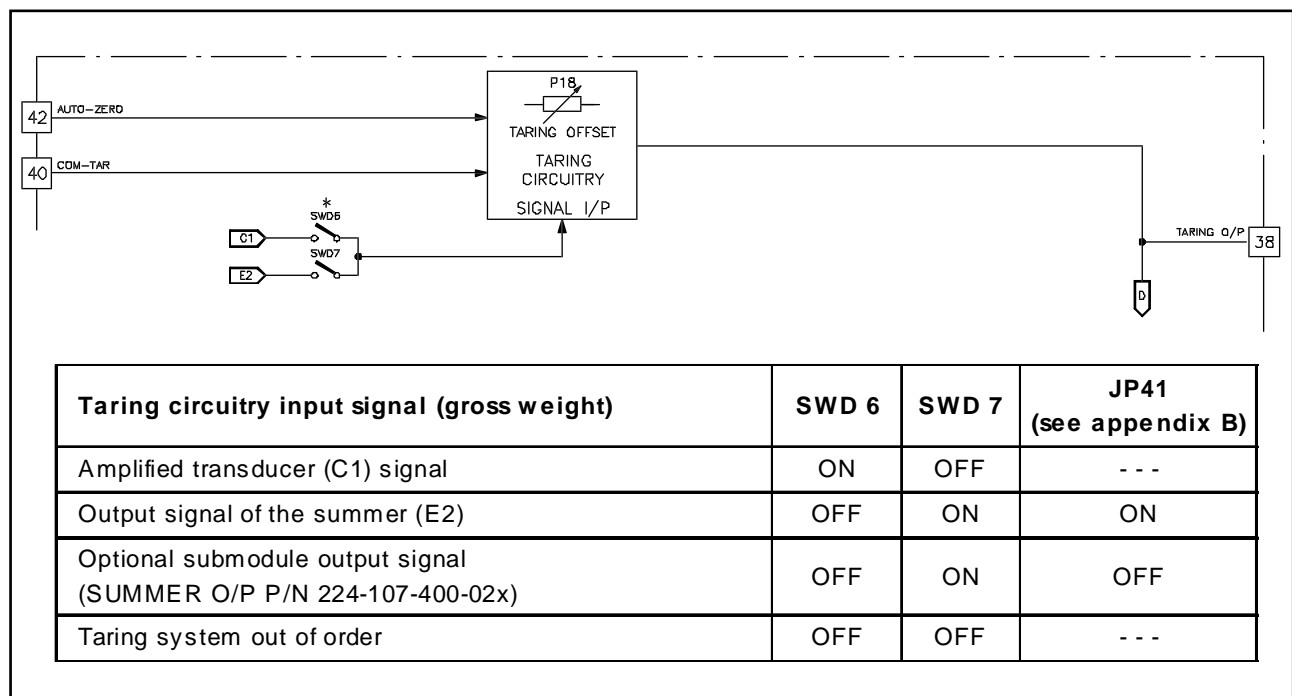 P18
TARING OFFSET
TARING
CIRCUITRY
SIGNAL I/P
42 AUTO-ZERO
40 COM-TAR
*
SWD6
C1
SWD7
E2
TARING O/P 38
D
Taring circuitry input signal (gross weight) SWD 6 SWD 7 JP41 (see appendix B)
Amplified transducer (C1) signal ON OFF ---
Output signal of the summer (E2) OFF ON ON
Optional submodule output signal
(SUMMER O/P P/N 224-107-400-02x) OFF ON OFF
Taring system out of order OFF OFF ---